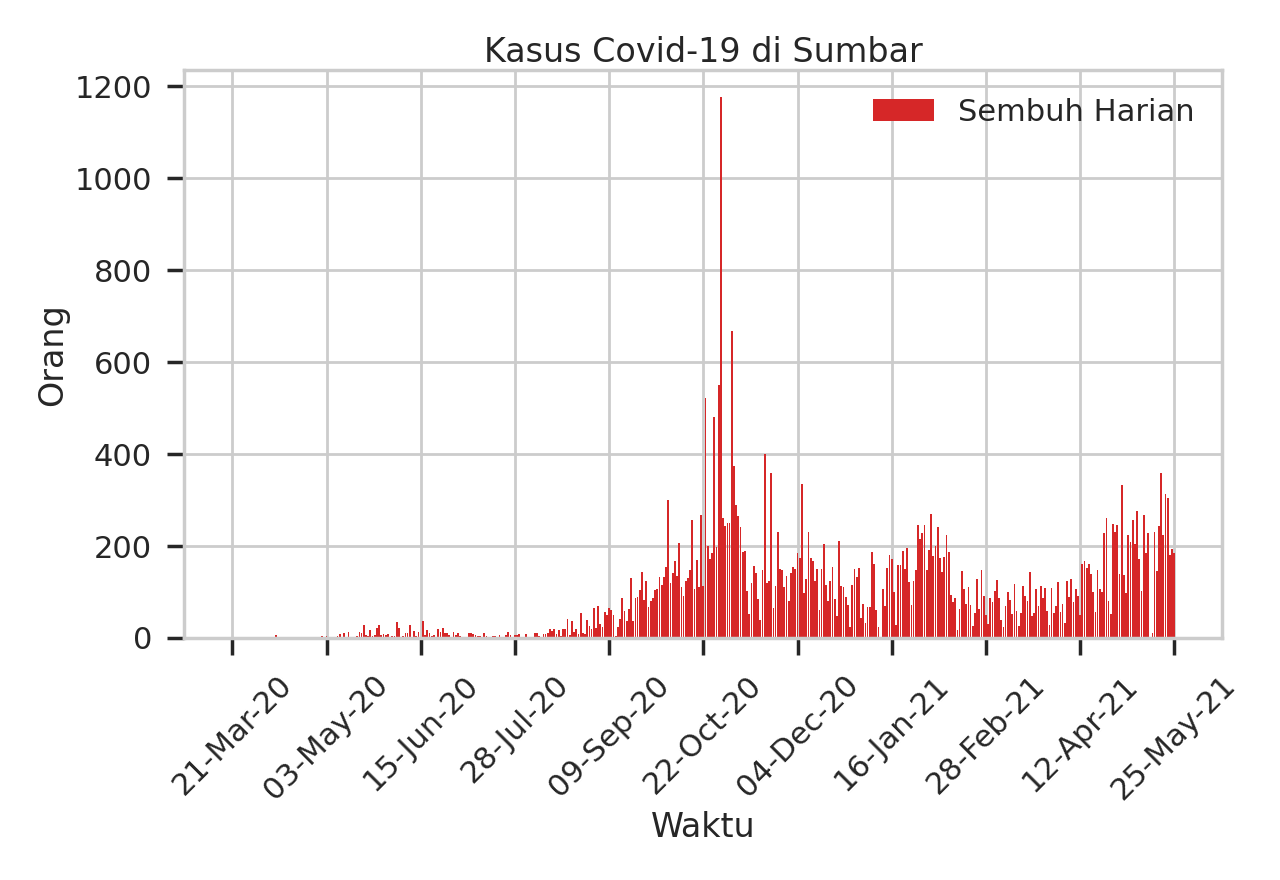 Kasus Covid-19 di Sumbar
Sembuh Harian
Orang
1200
1000
800
600
400
200
0
21-Mar-20
03-May-20
15-Jun-20
28-Jul-20
09-Sep-20
22-Oct-20
04-Dec-20
16-Jan-21
28-Feb-21
12-Apr-21
25-May-21
Waktu